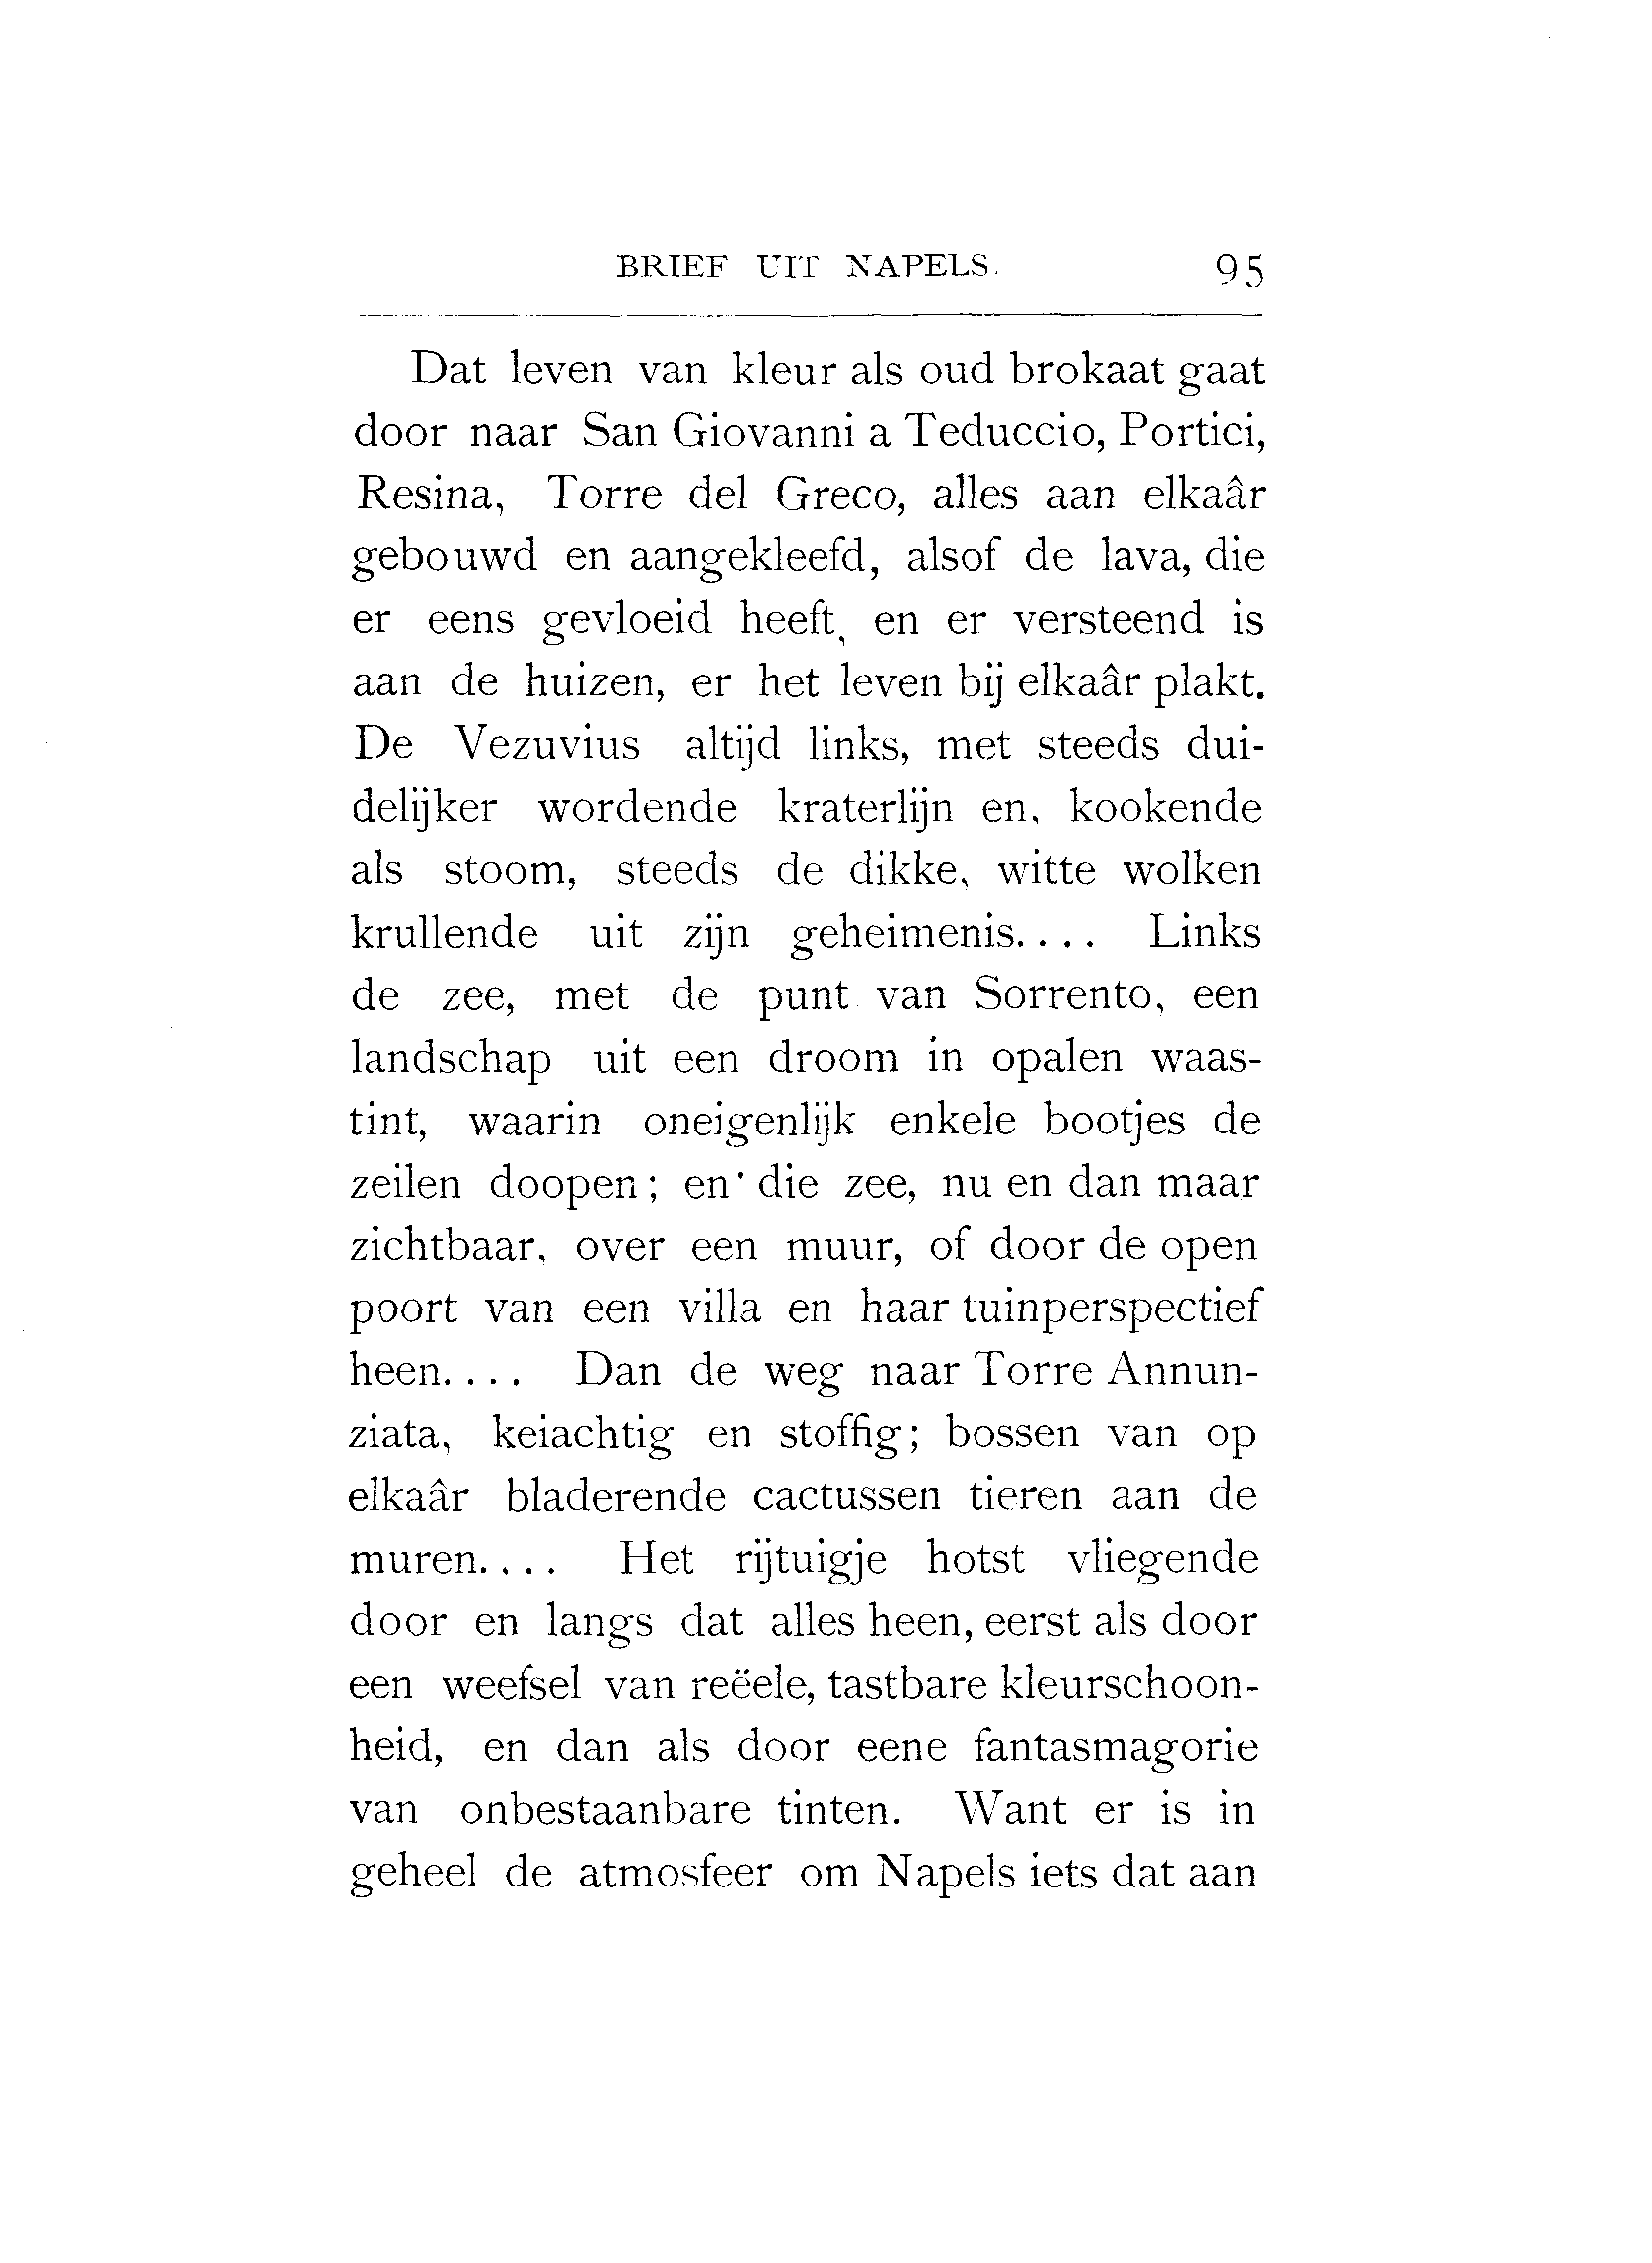 BRIEF UIT NAPELS. 95
Dat leven van kleur als oud brokaat gaat
door naar San Giovanni a Teduccio, Portici,
Resina, Torre del Greco, alles aan elkaâr
gebouwd en aangekleefd, alsof de lava, die
er eens gevloeid heeft, en er versteend is
aan de huizen, er het leven bij elkaâr plakt.
De Vezuvius altijd links, met steeds dui-
delijker wordende kraterlijn en, kookende
als stoom, steeds de dikke, witte wolken
krullende uit zijn geheimenis.... Links
de zee, met de punt van Sorrento, een
landschap uit een droom in opalen waas-
tint, waarin oneigenlijk enkele bootjes de
zeilen doopen; en die zee, nu en dan maar
zichtbaar, over een muur, of door de open
poort van een villa en haar tuinperspectief
heen.... Dan de weg naar Torre Annun-
ziata, keiachtig en stoffig; bossen van op
elkaâr bladerende cactussen tieren aan de
muren.... Het rijtuigje hotst vliegende
door en langs dat alles heen, eerst als door
een weefsel van reëele, tastbare kleurschoon-
heid, en dan als door eene fantasmagorie
van onbestaanbare tinten. Want er is in
geheel de atmosfeer om Napels iets dat aan